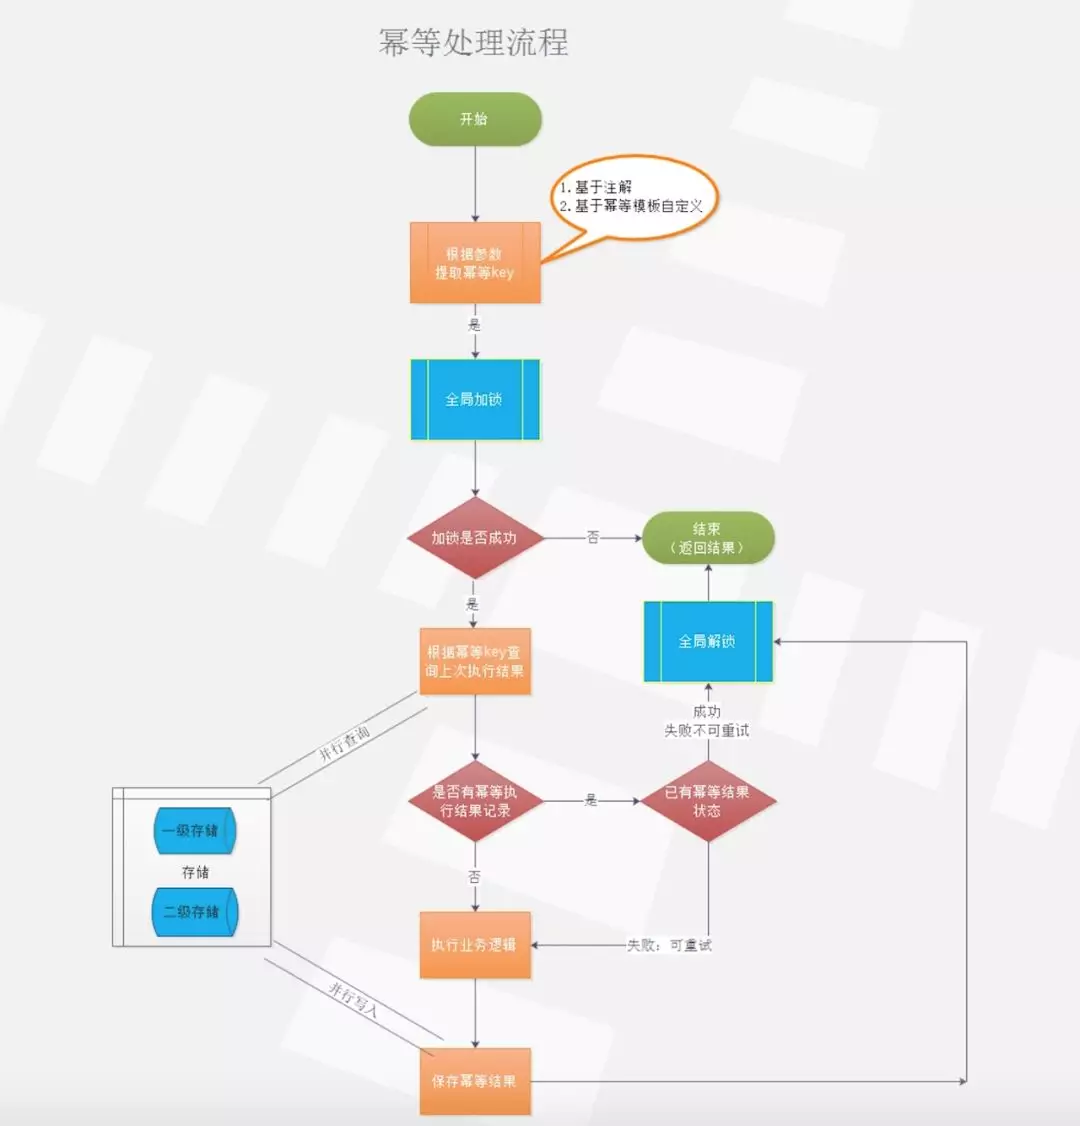 幂等处理流程
开始
1. 基于注解
2. 基于幂等模板自定义
根据参数
提取幂等key
是
全局加锁
加锁是否成功
否
结束
（返回结果）
是
根据幂等key查
询上次执行结果
全局解锁
成功
失败不可重试
并行查询
是否有幂等执
行结果记录
是
已有幂等结果
状态
一级存储
存储
二级存储
否
执行业务逻辑
失败：可重试
并行写入
保存幂等结果